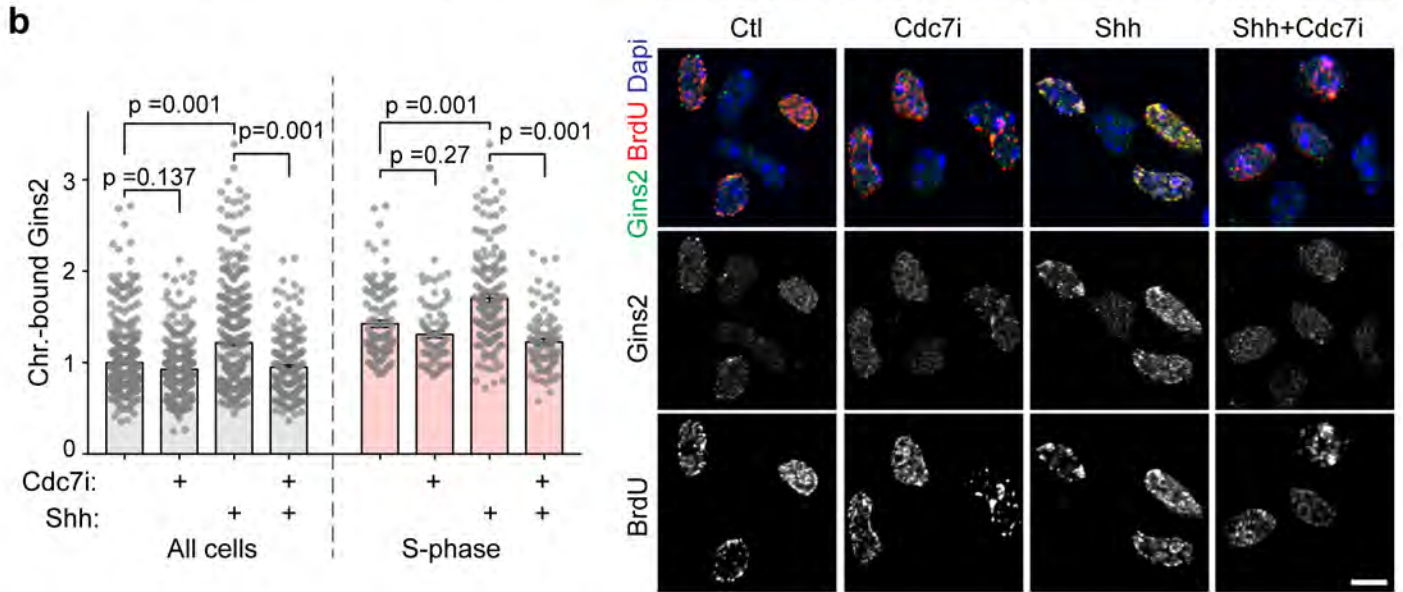 b
Ctl Cdc7i Shh Shh+Cdc7i
Gins2 BrdU Dapi
Gins2
BrdU
Chr.-bound Gins2
3
2
1
0
p =0.001
p =0.001
p =0.137
p =0.001
p =0.001
p =0.27
Cdc7i: + + + +
Shh: + + + +
All cells S-phase